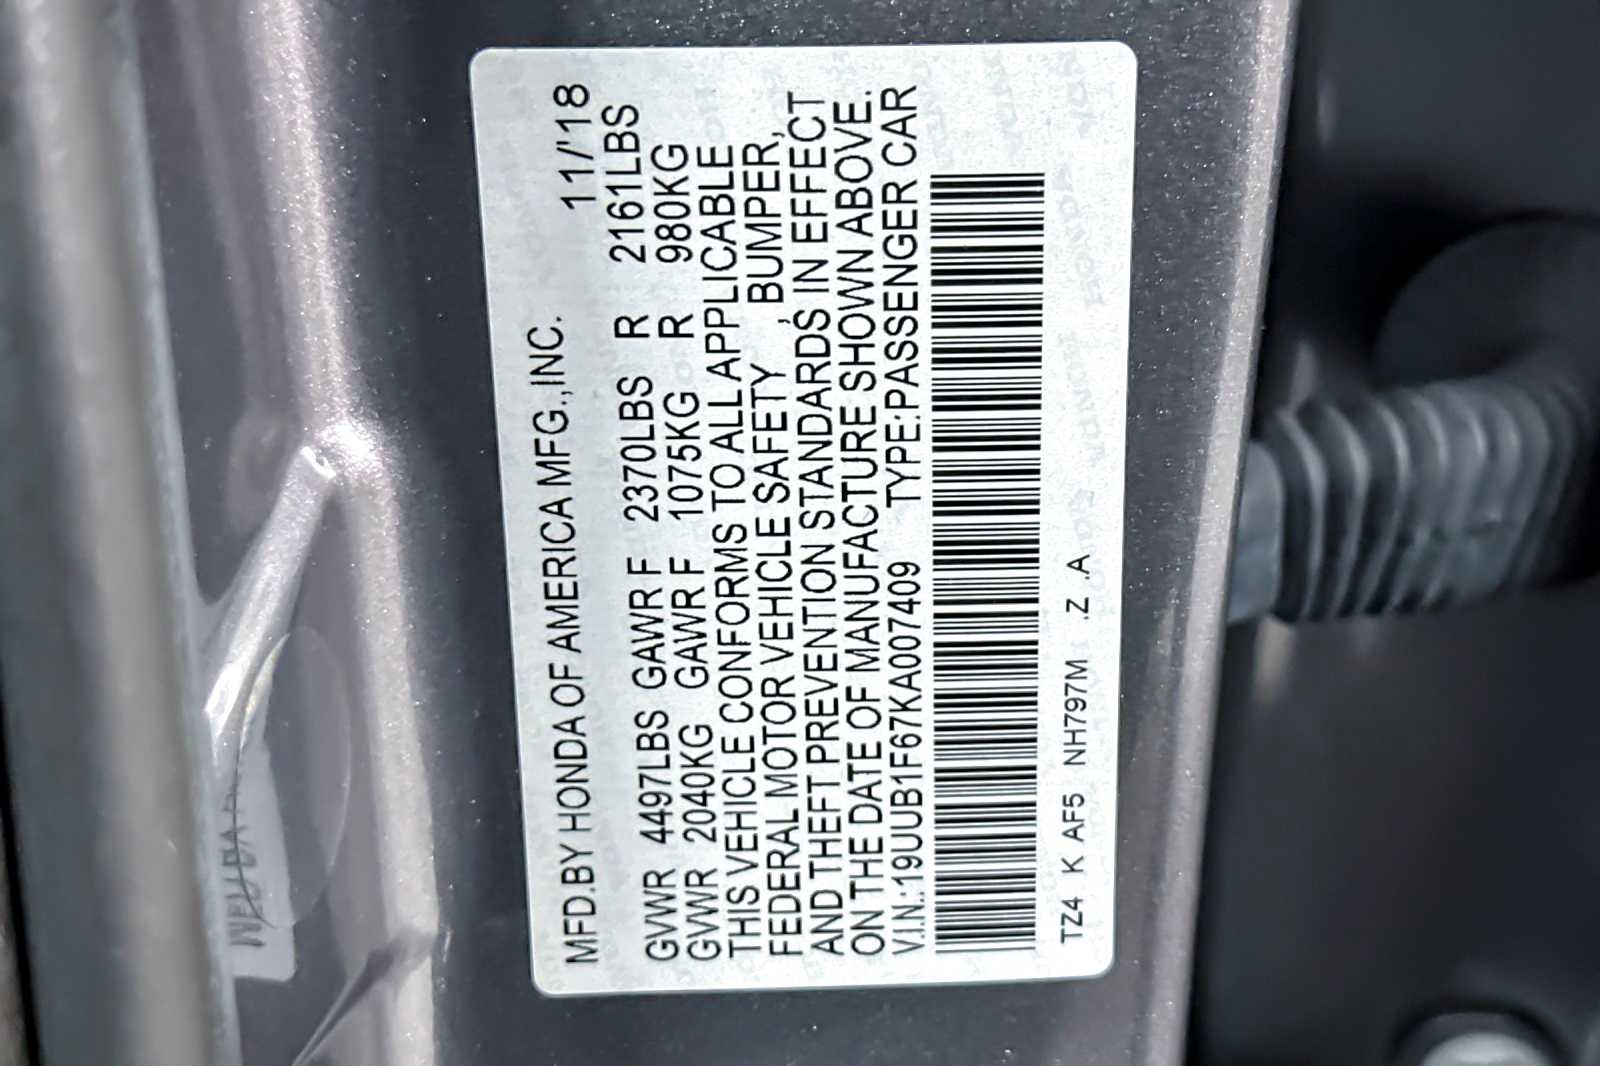 MFD.BY HONDA OF AMERICA MFG.,INC. 11/'18
GVWR 4497LBS GAWR F 2370LBS R 2161LBS
GVWR 2040KG GAWR F 1075KG R 980KG
THIS VEHICLE CONFORMS TO ALL APPLICABLE
FEDERAL MOTOR VEHICLE SAFETY , BUMPER,
AND THEFT PREVENTION STANDARDS IN EFFECT
ON THE DATE OF MANUFACTURE SHOWN ABOVE.
V.I.N.:19UUB1F67KA007409 TYPE:PASSENGER CAR
TZ4 K AF5 NH797M .Z .A